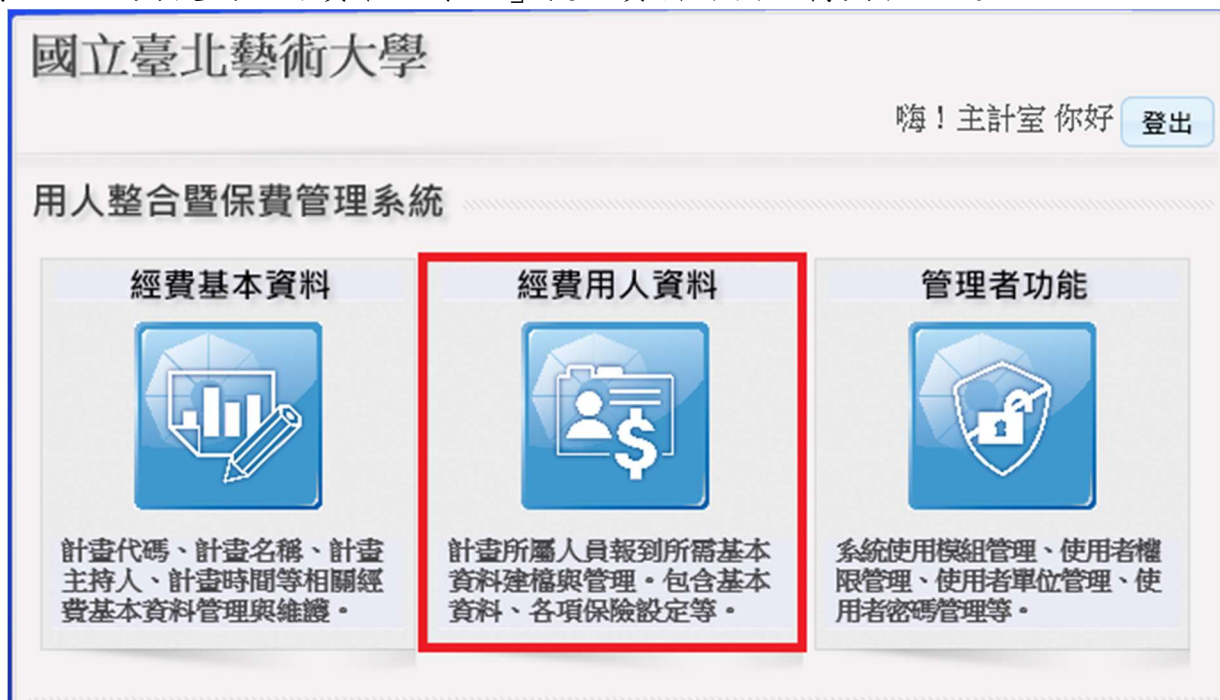 國立臺北藝術大學
嗨！主計室 你好 登出
用人整合暨保費管理系統
經費基本資料
計畫代碼、計畫名稱、計畫
主持人、計畫時間等相關經
費基本資料管理與維護。
經費用人資料
計畫所屬人員報到所需基本
資料建檔與管理。包含基本
資料、各項保險設定等。
管理者功能
系統使用模組管理、使用者權
限管理、使用者單位管理、使
用者密碼管理等。